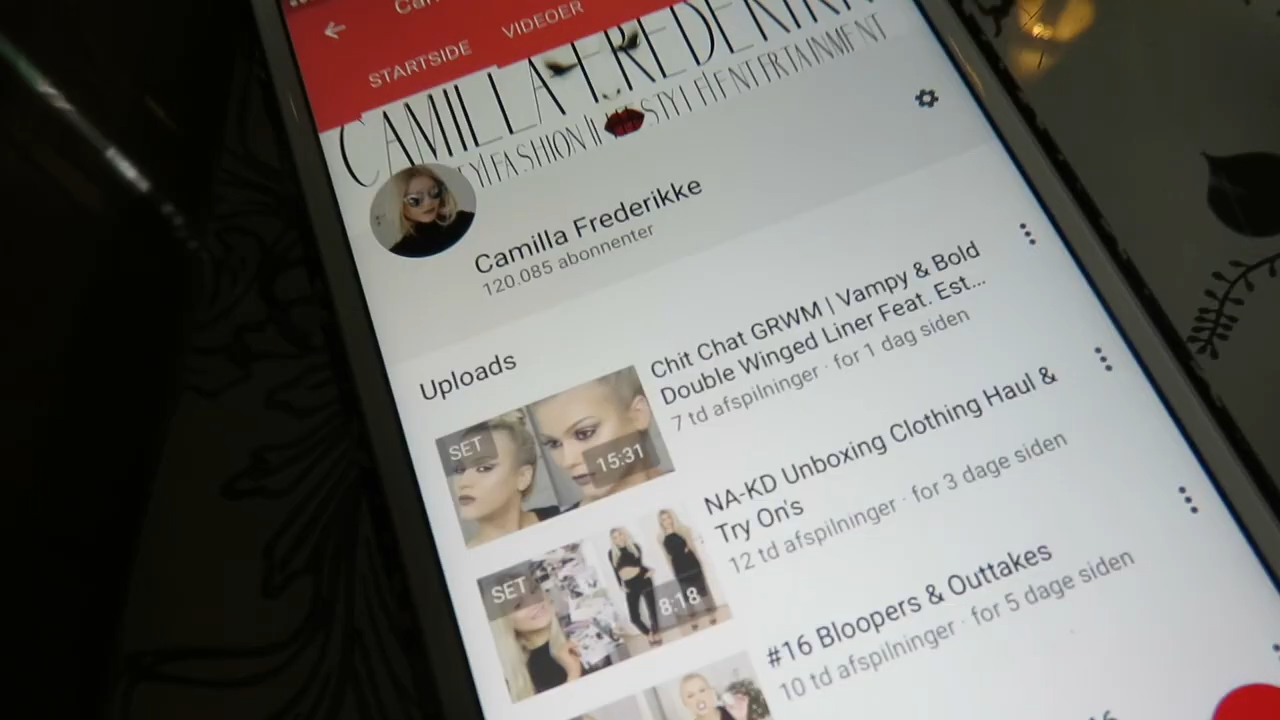 STARTSIDE VIDEOER
CAMILLA FREDERIKK
FASHION || STYLE|ENTERTAINMENT
Camilla Frederikke
120.085 abonnenter
Uploads
SET
15:31
Chit Chat GRWM | Vampy & Bold
Double Winged Liner Feat. Est...
7 td afspilninger · for 1 dag siden
SET
8:18
NA-KD Unboxing Clothing Haul &
Try On's
12 td afspilninger · for 3 dage siden
#16 Bloopers & Outtakes
10 td afspilninger · for 5 dage siden